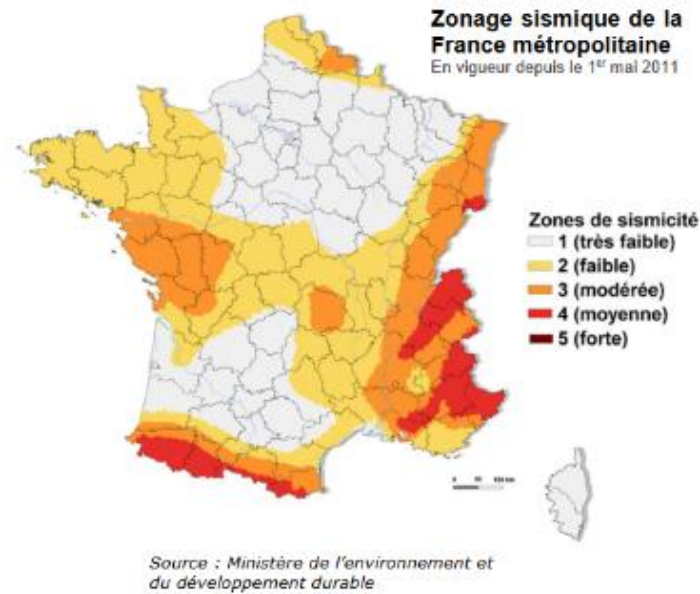 Zonage sismique de la
France métropolitaine
En vigueur depuis le 1er mai 2011
Zones de sismicité
1 (très faible)
2 (faible)
3 (modérée)
4 (moyenne)
5 (forte)
Source : Ministère de l'environnement et
du développement durable